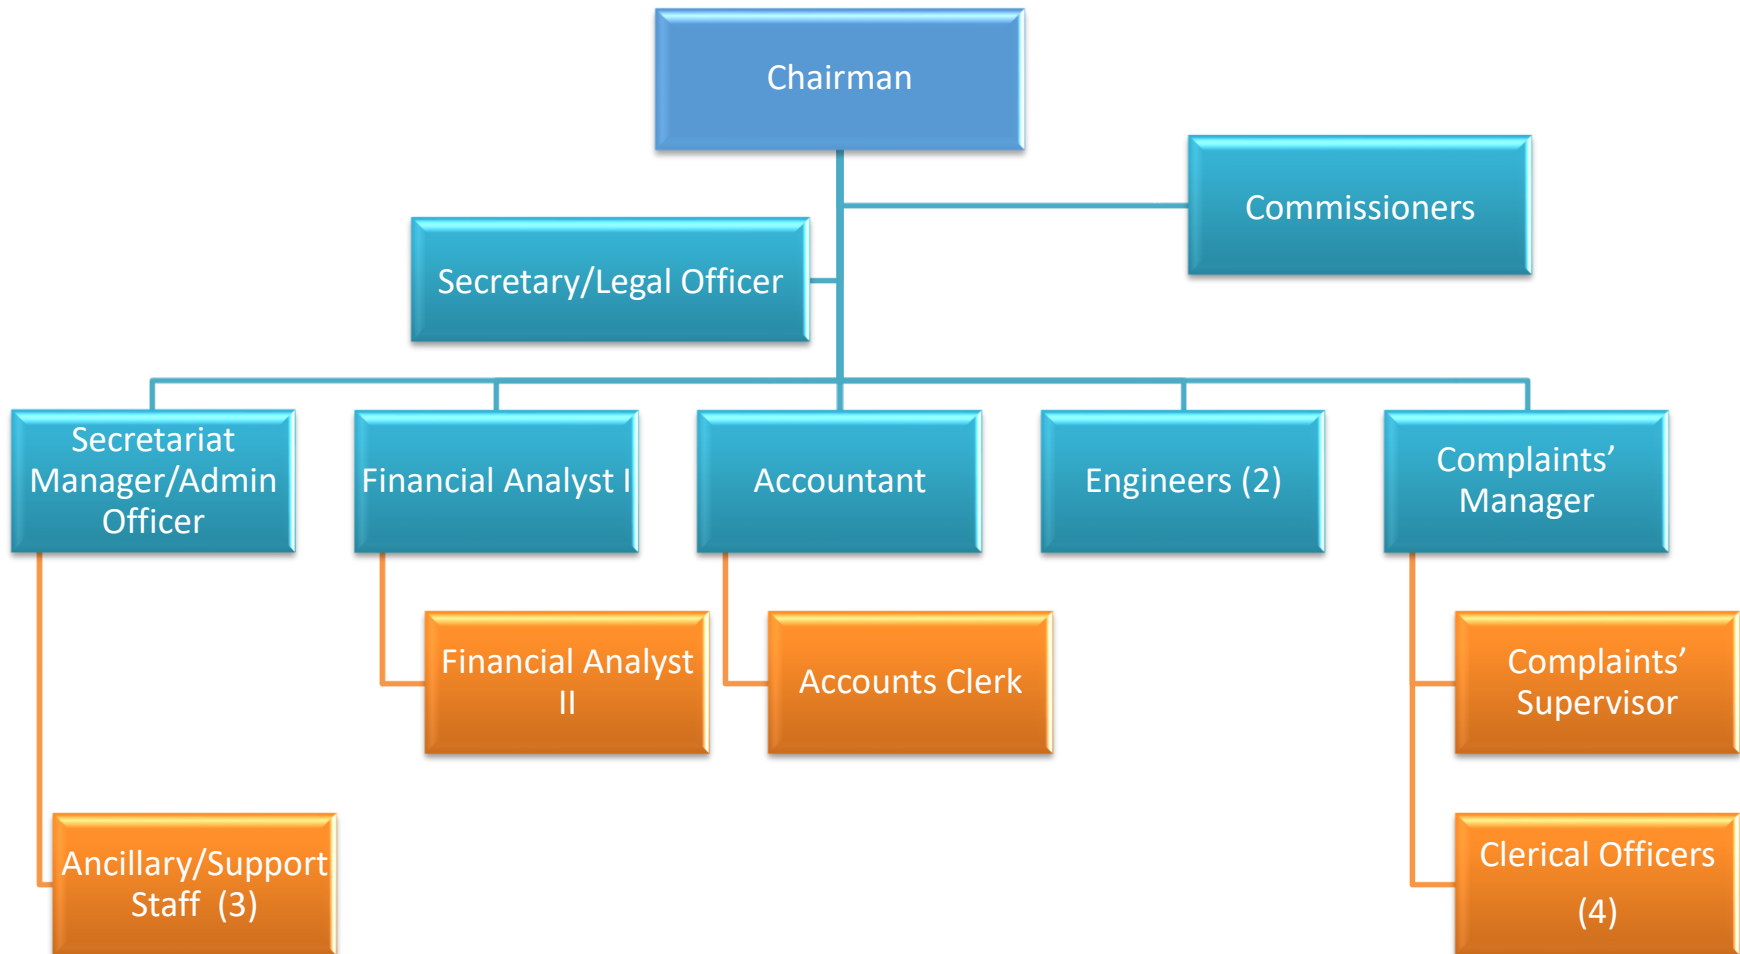 Chairman
Commissioners
Secretary/Legal Officer
Secretariat
Manager/Admin
Officer
Financial Analyst I
Accountant
Engineers (2)
Complaints’
Manager
Financial Analyst
II
Accounts Clerk
Complaints’
Supervisor
Ancillary/Support
Staff (3)
Clerical Officers
(4)